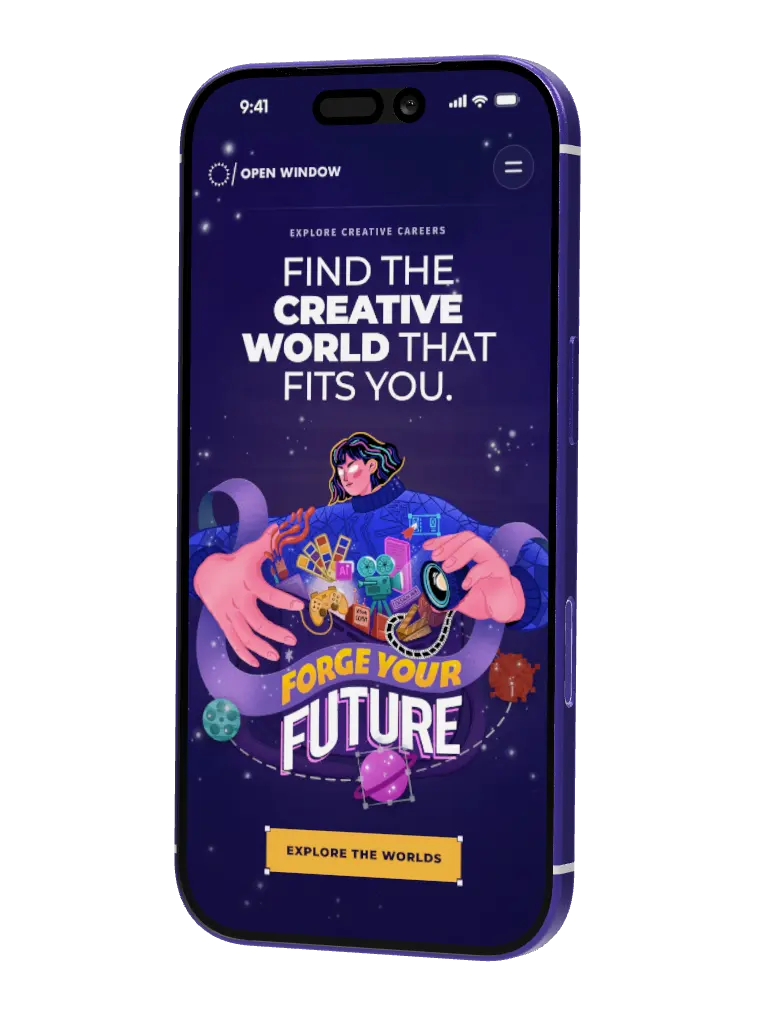 9:41
OPEN WINDOW
EXPLORE CREATIVE CAREERS
FIND THE
CREATIVE
WORLD THAT
FITS YOU.
Ai
FORGE YOUR
FUTURE
EXPLORE THE WORLDS